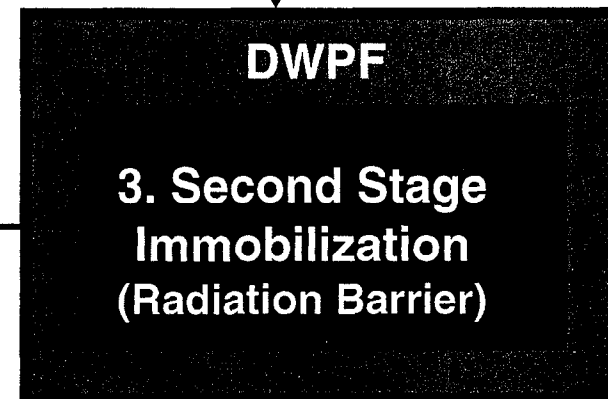 DWPF
3. Second Stage
Immobilization
(Radiation Barrier)